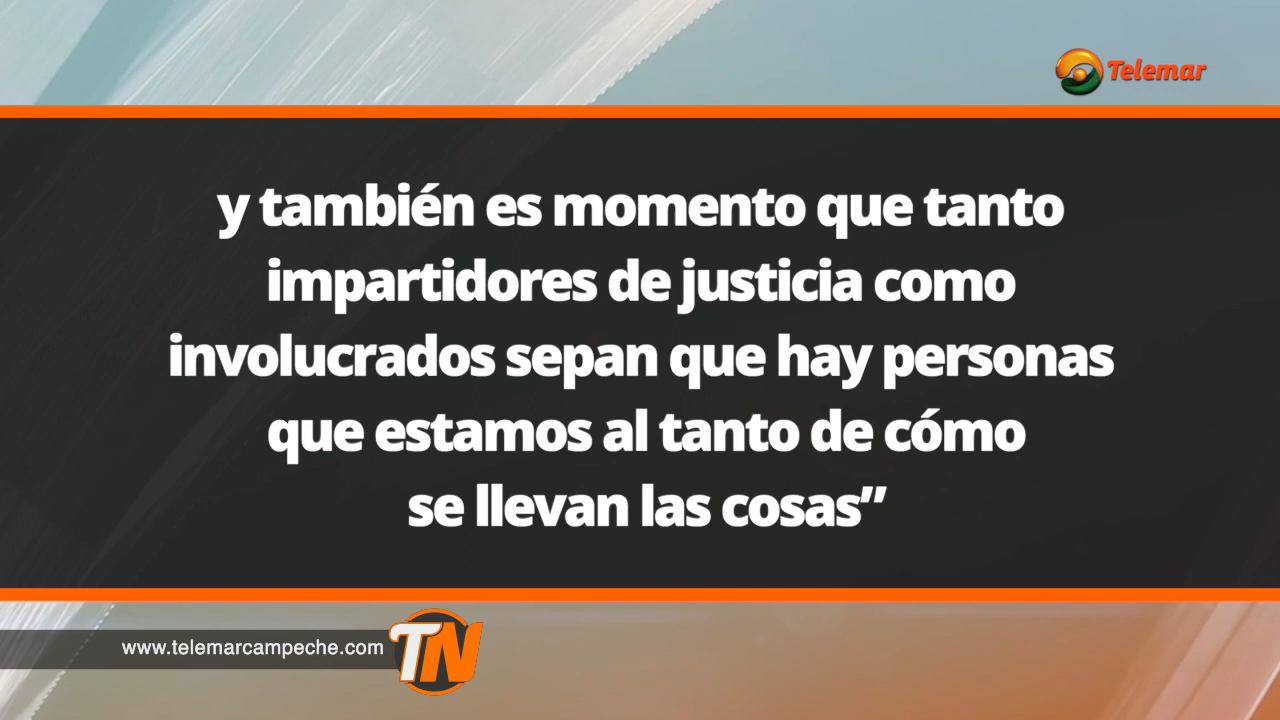 Telemar
y también es momento que tanto
impartidores de justicia como
involucrados sepan que hay personas
que estamos al tanto de cómo
se llevan las cosas”
www.telemarcampeche.com
TN